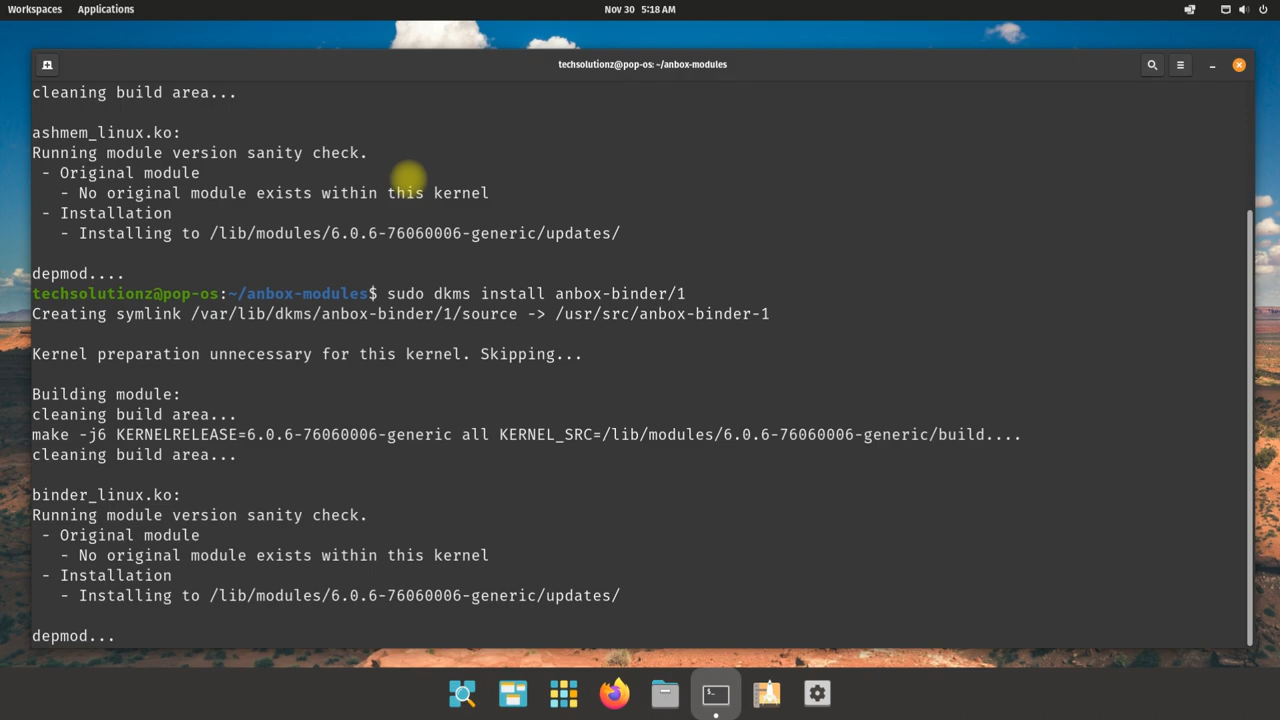 Workspaces Applications Nov 30 5:18 AM
techsolutionz@pop-os: ~/anbox-modules
cleaning build area...
ashmem_linux.ko:
Running module version sanity check.
- Original module
- No original module exists within this kernel
- Installation
- Installing to /lib/modules/6.0.6-76060006-generic/updates/
depmod....
techsolutionz@pop-os:~/anbox-modules$ sudo dkms install anbox-binder/1
Creating symlink /var/lib/dkms/anbox-binder/1/source -> /usr/src/anbox-binder-1
Kernel preparation unnecessary for this kernel. Skipping...
Building module:
cleaning build area...
make -j6 KERNELRELEASE=6.0.6-76060006-generic all KERNEL_SRC=/lib/modules/6.0.6-76060006-generic/build....
cleaning build area...
binder_linux.ko:
Running module version sanity check.
- Original module
- No original module exists within this kernel
- Installation
- Installing to /lib/modules/6.0.6-76060006-generic/updates/
depmod...